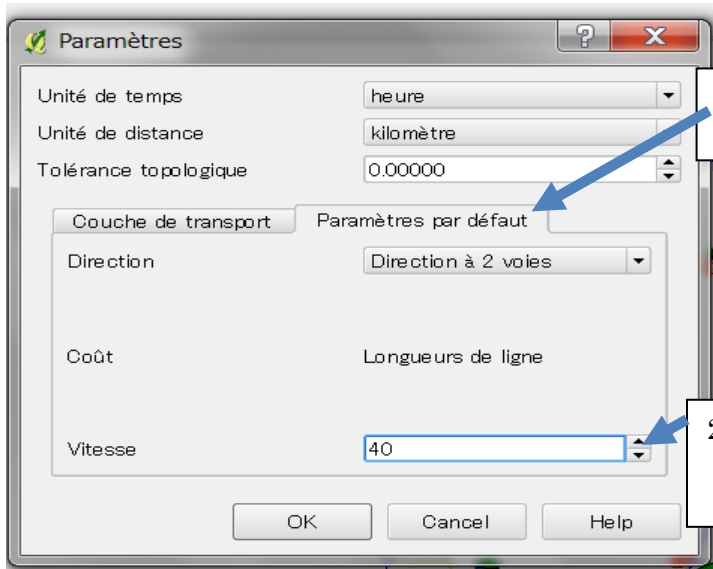 Paramètres
Unité de temps heure
Unité de distance kilomètre
Tolérance topologique 0.00000
Couche de transport Paramètres par défaut
Direction Direction à 2 voies
Coût Longueurs de ligne
Vitesse 40
OK Cancel Help